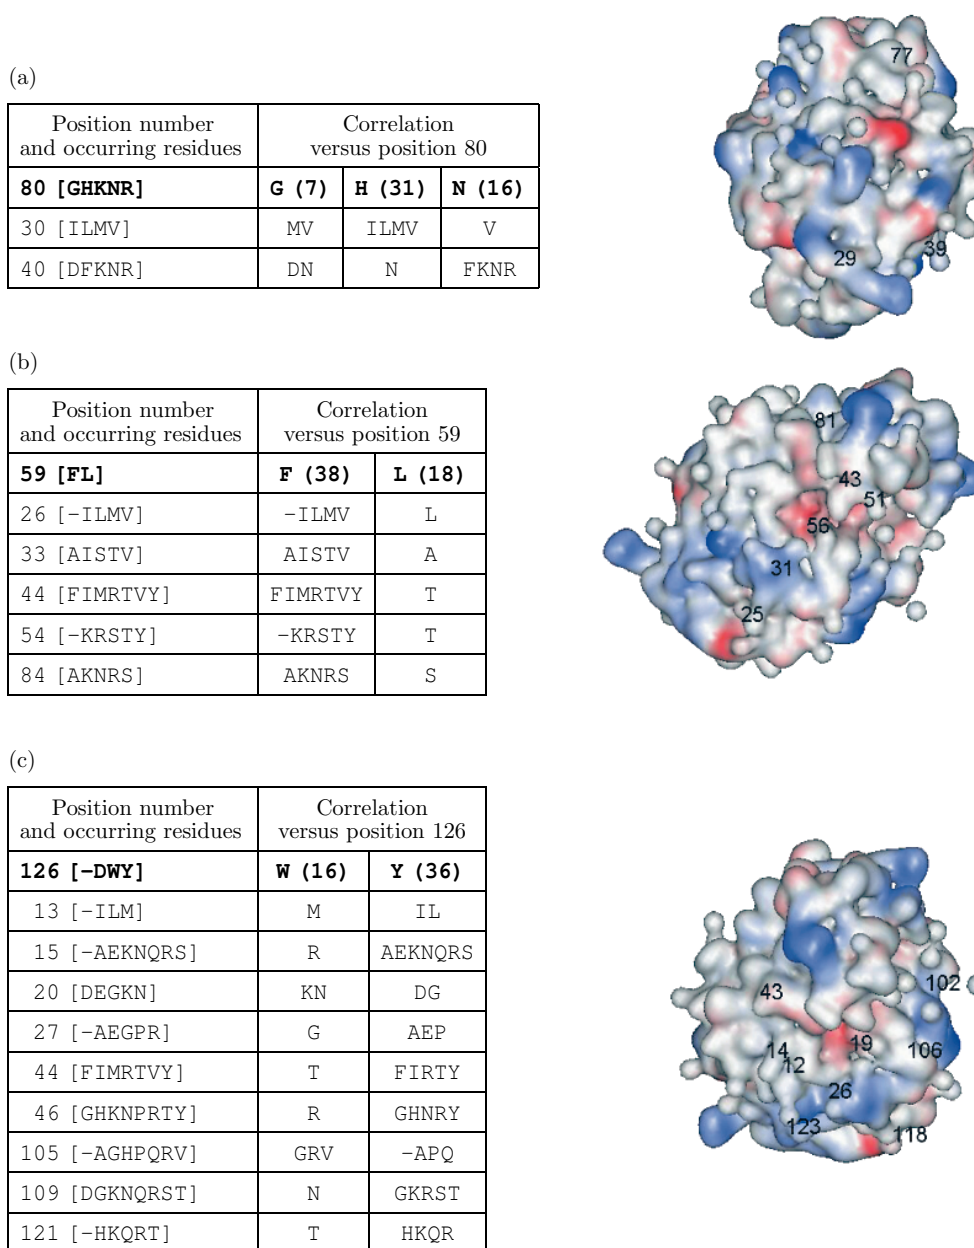 (a)
Position number and occurring residues | Correlation versus position 80
80 [GHKNR] | G (7) | H (31) | N (16)
30 [ILMV] | MV | ILMV | V
40 [DFKNR] | DN | N | FKNR
77
29
39
(b)
Position number and occurring residues | Correlation versus position 59
59 [FL] | F (38) | L (18)
26 [-ILMV] | -ILMV | L
33 [AISTV] | AISTV | A
44 [FIMRTVY] | FIMRTVY | T
54 [-KRSTY] | -KRSTY | T
84 [AKNRS] | AKNRS | S
81
43
51
56
31
25
(c)
Position number and occurring residues | Correlation versus position 126
126 [-DWY] | W (16) | Y (36)
13 [-ILM] | M | IL
15 [-AEKNQRS] | R | AEKNQRS
20 [DEGKN] | KN | DG
27 [-AEGPR] | G | AEP
44 [FIMRTVY] | T | FIRTY
46 [GHKNPRTY] | R | GHNRY
105 [-AGHPQRV] | GRV | -APQ
109 [DGKNQRST] | N | GKRST
121 [-HKQRT] | T | HKQR
102
43
14
12
19
106
26
123
118